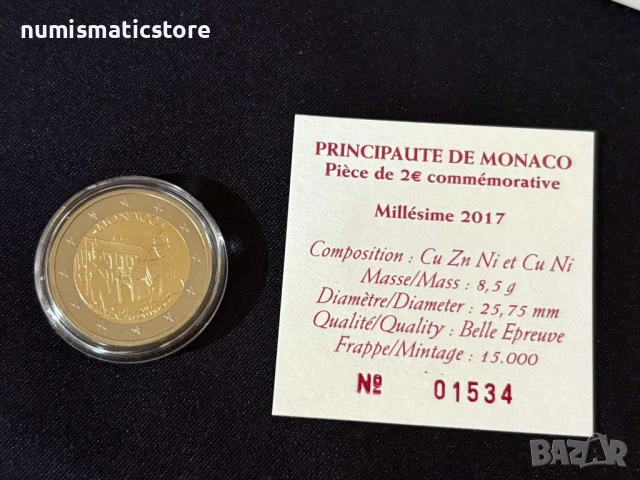 numismaticstore
MONACO
PRINCIPAUTE DE MONACO
Pièce de 2€ commémorative
Millésime 2017
Composition : Cu Zn Ni et Cu Ni
Masse/Mass : 8,5 g
Diamètre/Diameter : 25,75 mm
Qualité/Quality : Belle Epreuve
Frappe/Mintage : 15.000
Nº 01534
BAZAR